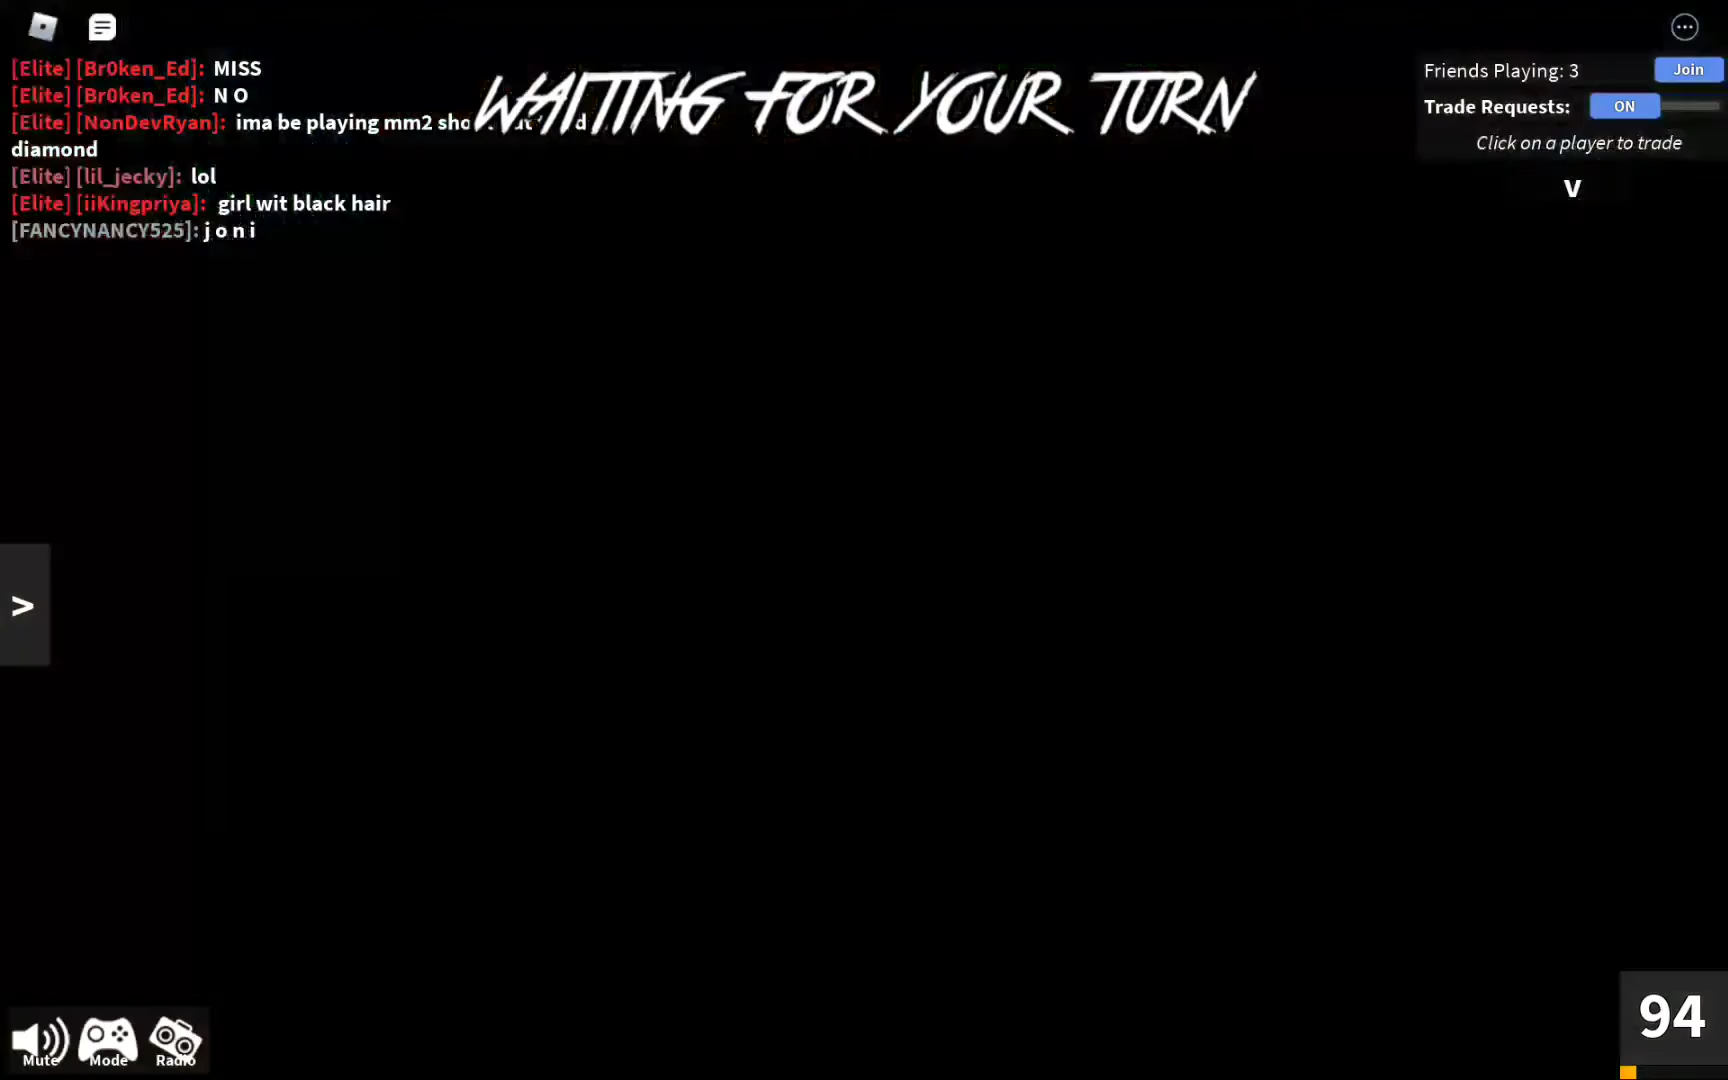 [Elite] [Br0ken_Ed]: MISS
[Elite] [Br0ken_Ed]: N O
[Elite] [NonDevRyan]: ima be playing mm2
diamond
[Elite] [lil_jecky]: lol
[Elite] [iiKingpriya]: girl wit black hair
[FANCYNANCY525]: j o n i
WAITING FOR YOUR TURN
Friends Playing: 3 Join
Trade Requests: ON
Click on a player to trade
v
>
Mute Mode Radio
94